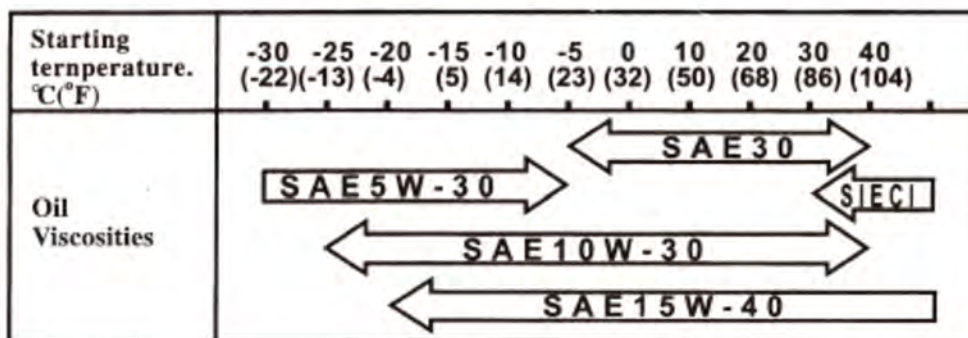 Starting
ternperature.
°C(°F)
-30 -25 -20 -15 -10 -5 0 10 20 30 40
(-22) (-13) (-4) (5) (14) (23) (32) (50) (68) (86) (104)
Oil
Viscosities
SAE30
SAE5W-30
SAE10W-30
SAE15W-40